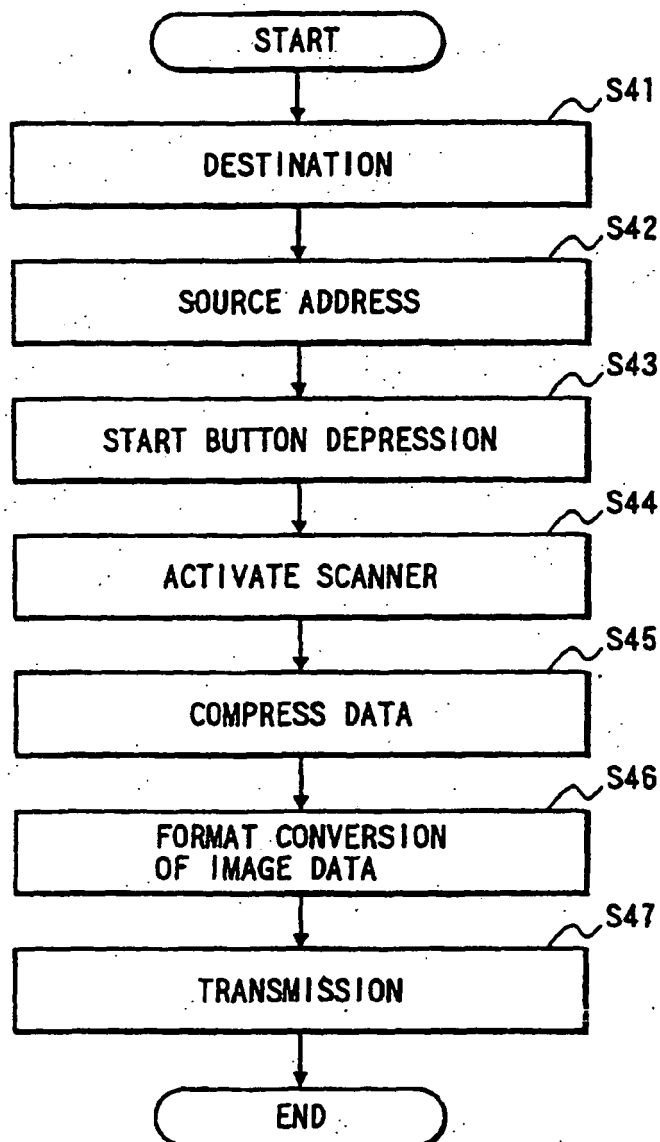 START
S41
DESTINATION
S42
SOURCE ADDRESS
S43
START BUTTON DEPRESSION
S44
ACTIVATE SCANNER
S45
COMPRESS DATA
S46
FORMAT CONVERSION
OF IMAGE DATA
S47
TRANSMISSION
END